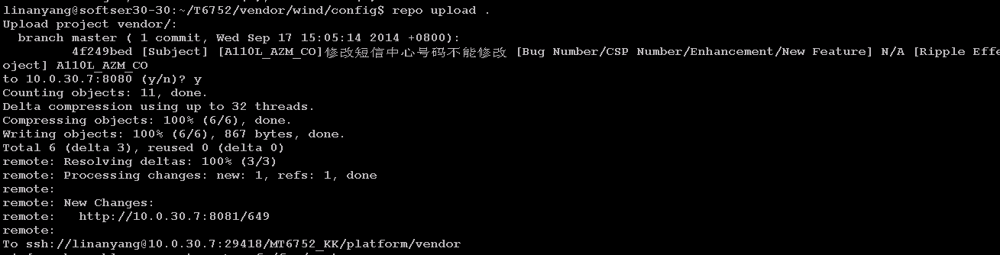 linanyang@softser30-30:~/T6752/vendor/wind/config$ repo upload .
Upload project vendor/:
branch master ( 1 commit, Wed Sep 17 15:05:14 2014 +0800):
4f249bed [Subject] [A110L_AZM_CO]修改短信中心号码不能修改 [Bug Number/CSP Number/Enhancement/New Feature] N/A [Ripple Effe
oject] A110L_AZM_CO
to 10.0.30.7:8080 (y/n)? y
Counting objects: 11, done.
Delta compression using up to 32 threads.
Compressing objects: 100% (6/6), done.
Writing objects: 100% (6/6), 867 bytes, done.
Total 6 (delta 3), reused 0 (delta 0)
remote: Resolving deltas: 100% (3/3)
remote: Processing changes: new: 1, refs: 1, done
remote:
remote: New Changes:
remote:   http://10.0.30.7:8081/649
remote:
To ssh://linanyang@10.0.30.7:29418/MT6752_KK/platform/vendor